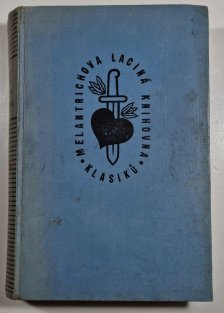 MELANTRICHOVA LACINÁ KNIHOVNA
KLASIKŮ